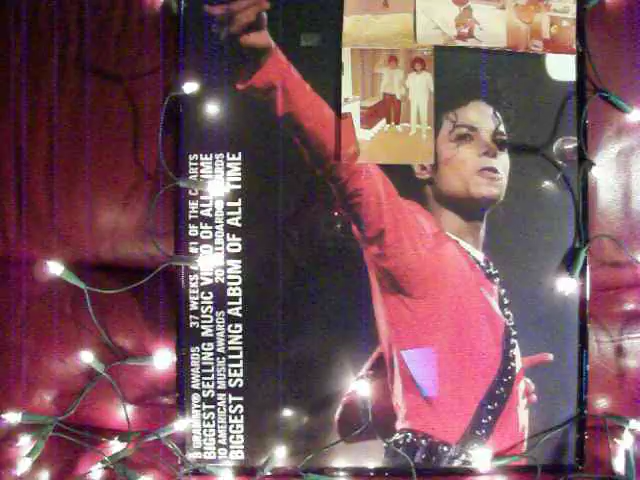 8 GRAMMY® AWARDS 37 WEEKS #1 OF THE CHARTS
BIGGEST SELLING MUSIC VIDEO OF ALL TIME
10 AMERICAN MUSIC AWARDS 20 BILLBOARD®
BIGGEST SELLING ALBUM OF ALL TIME